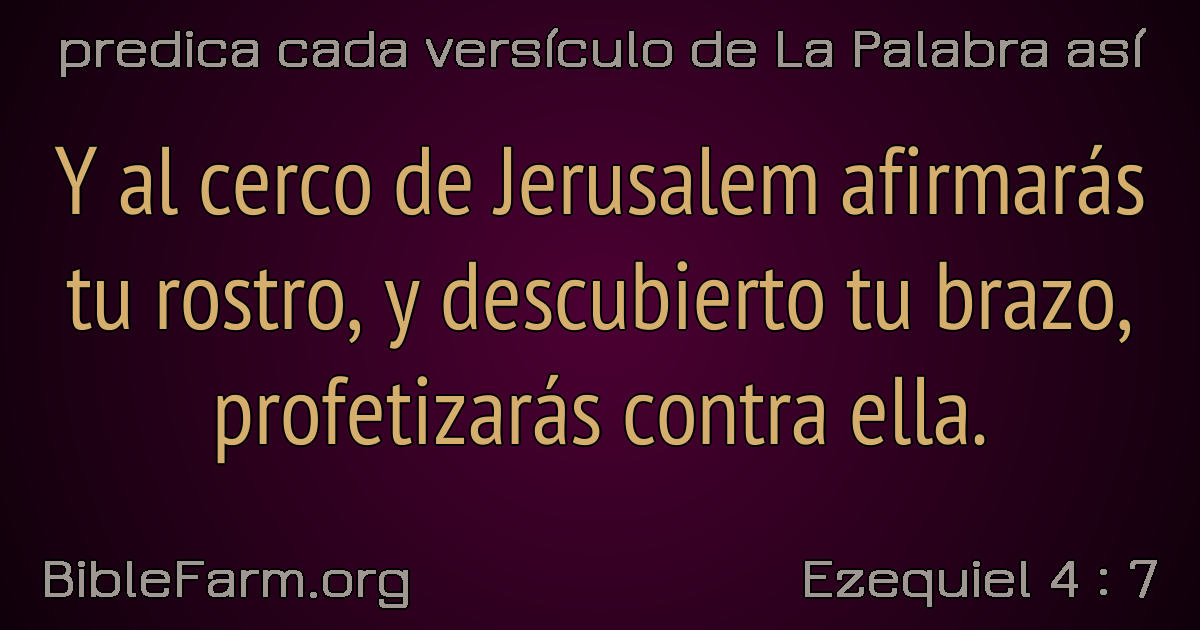 predica cada versículo de La Palabra así
Y al cerco de Jerusalem afirmarás
tu rostro, y descubierto tu brazo,
profetizarás contra ella.
BibleFarm.org
Ezequiel 4 : 7